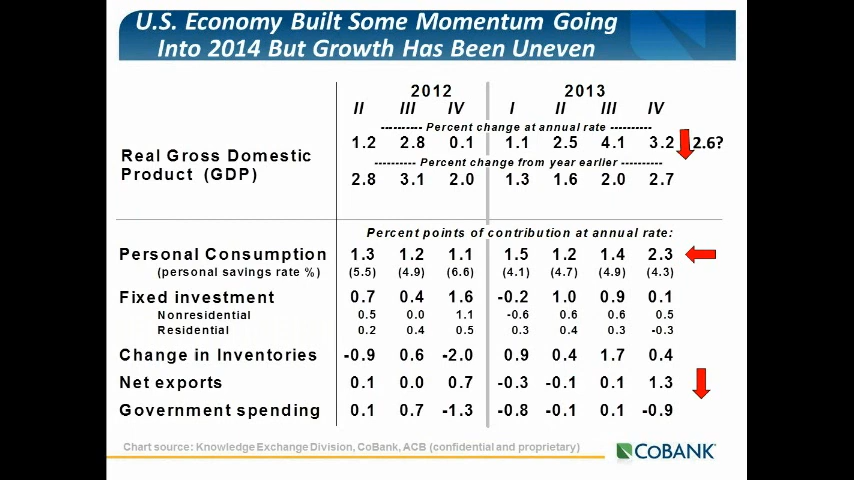 U.S. Economy Built Some Momentum Going
Into 2014 But Growth Has Been Uneven
2012 2013
II III IV I II III IV
---------- Percent change at annual rate ----------
1.2 2.8 0.1 1.1 2.5 4.1 3.2 2.6?
Real Gross Domestic
Product (GDP)
---------- Percent change from year earlier ----------
2.8 3.1 2.0 1.3 1.6 2.0 2.7
Percent points of contribution at annual rate:
Personal Consumption 1.3 1.2 1.1 1.5 1.2 1.4 2.3
(personal savings rate %) (5.5) (4.9) (6.6) (4.1) (4.7) (4.9) (4.3)
Fixed investment 0.7 0.4 1.6 -0.2 1.0 0.9 0.1
Nonresidential 0.5 0.0 1.1 -0.6 0.6 0.6 0.5
Residential 0.2 0.4 0.5 0.3 0.4 0.3 -0.3
Change in Inventories -0.9 0.6 -2.0 0.9 0.4 1.7 0.4
Net exports 0.1 0.0 0.7 -0.3 -0.1 0.1 1.3
Government spending 0.1 0.7 -1.3 -0.8 -0.1 0.1 -0.9
Chart source: Knowledge Exchange Division, CoBank, ACB (confidential and proprietary)
COBANK